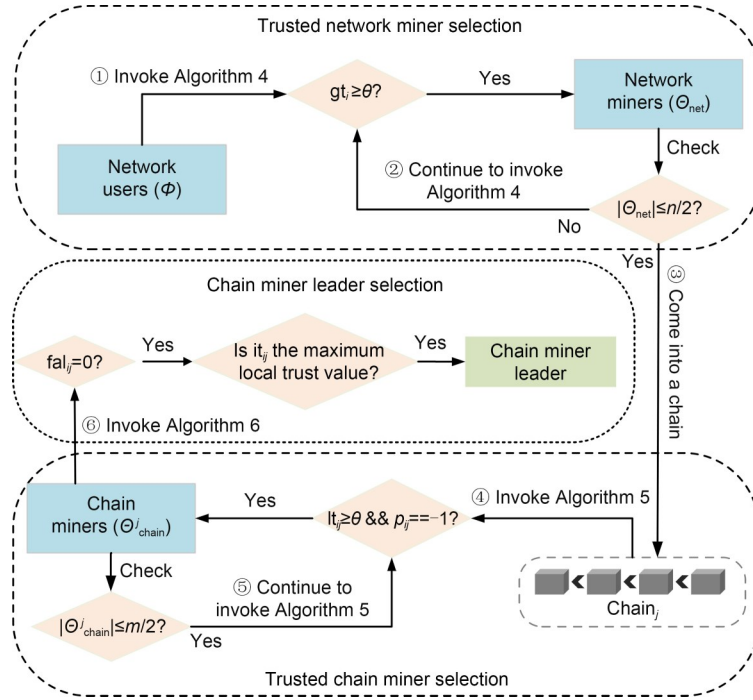 Trusted network miner selection
① Invoke Algorithm 4
gtᵢ≥θ?
Yes
Network
miners (Θnet)
Network
users (Φ)
② Continue to invoke
Algorithm 4
Check
|Θnet|≤n/2?
No
Yes
③ Come into a chain
Chain miner leader selection
falᵢⱼ=0?
Yes
Is itᵢⱼ the maximum
local trust value?
Yes
Chain miner
leader
⑥ Invoke Algorithm 6
Chain
miners (Θʲchain)
Yes
ltᵢⱼ≥θ && pᵢⱼ==−1?
④ Invoke Algorithm 5
Check
⑤ Continue to
invoke Algorithm 5
|Θʲchain|≤m/2?
Yes
Chainⱼ
Trusted chain miner selection